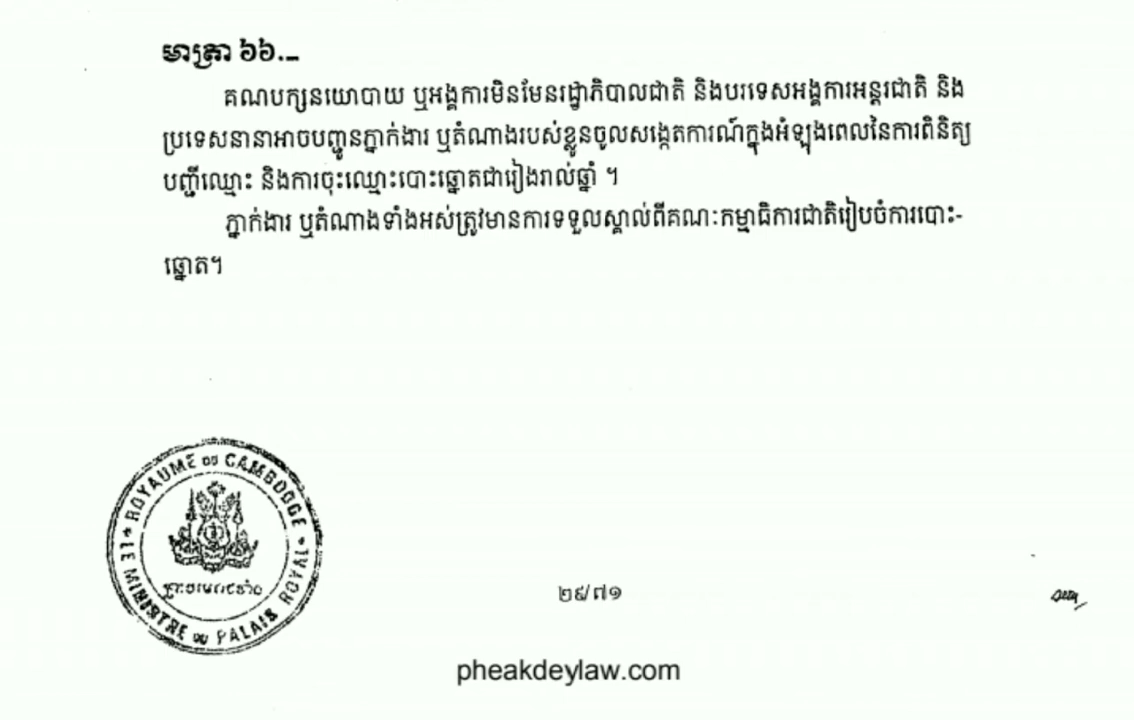 មាត្រា ៦៦.–
គណបក្សនយោបាយ ឬអង្គការមិនមែនរដ្ឋាភិបាលជាតិ និងបរទេសអង្គការអន្តរជាតិ និង
ប្រទេសនានាអាចបញ្ជូនភ្នាក់ងារ ឬតំណាងរបស់ខ្លួនចូលសង្កេតការណ៍ក្នុងអំឡុងពេលនៃការពិនិត្យ
បញ្ជីឈ្មោះ និងការចុះឈ្មោះបោះឆ្នោតជារៀងរាល់ឆ្នាំ ។
ភ្នាក់ងារ ឬតំណាងទាំងអស់ត្រូវមានការទទួលស្គាល់ពីគណៈកម្មាធិការជាតិរៀបចំការបោះ-
ឆ្នោត។
ROYAUME DU CAMBODGE
LE MINISTRE DU PALAIS ROYAL
២៩/៧១
pheakdeylaw.com